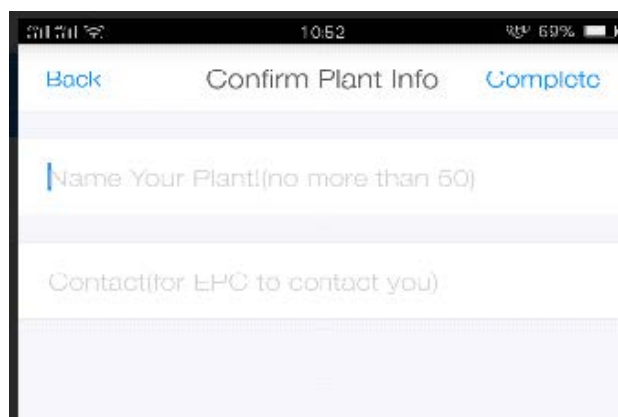 10:52 69%
Back Confirm Plant Info Complete
Name Your Plant!(no more than 50)
Contact(for EPC to contact you)